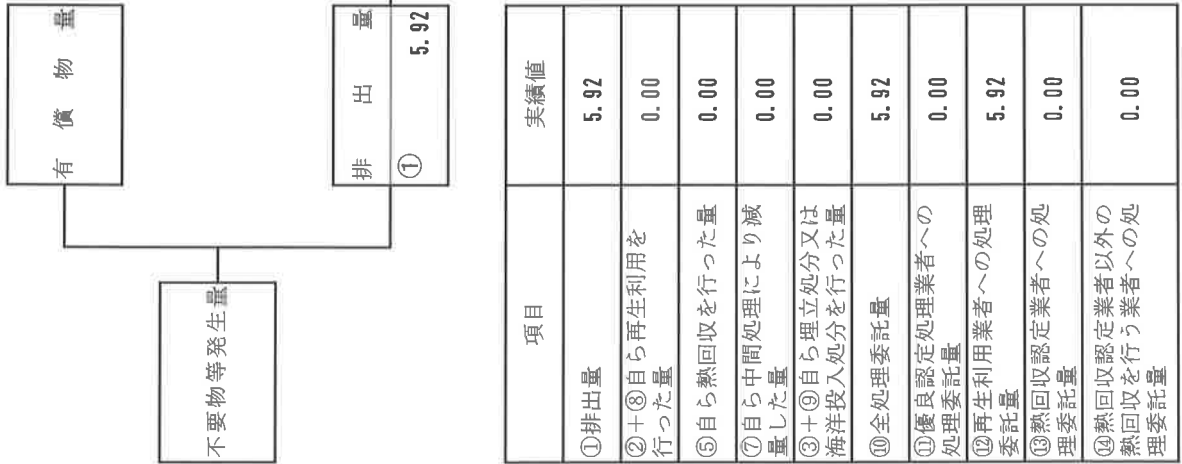 不要物等発生量
有償物量
排出量
①
5.92
項目
実績値
①排出量
5.92
②+⑧自ら再生利用を
行った量
0.00
⑤自ら熱回収を行った量
0.00
⑦自ら中間処理により減
量した量
0.00
③+⑨自ら埋立処分又は
海洋投入処分を行った量
0.00
⑩全処理委託量
5.92
⑪優良認定処理業者への
処理委託量
0.00
⑫再生利用業者への処理
委託量
5.92
⑬熱回収認定業者への処
理委託量
0.00
⑭熱回収認定業者以外の
熱回収を行う業者への処
理委託量
0.00